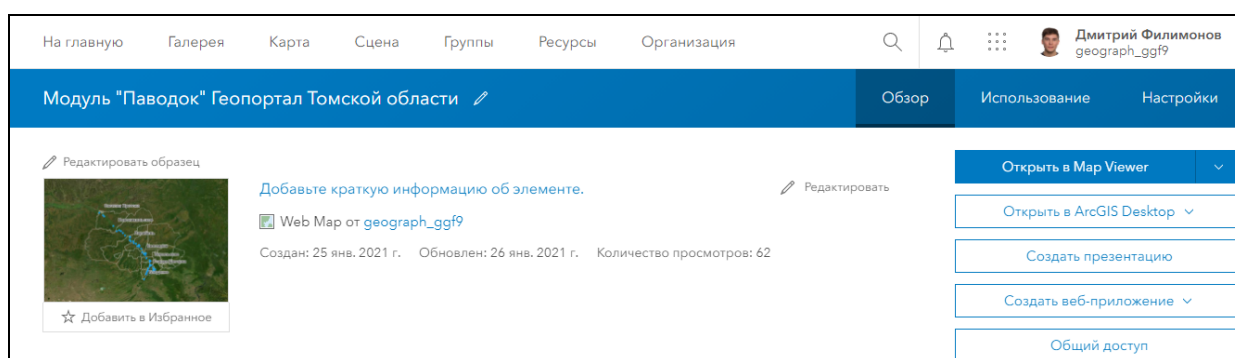 На главную Галерея Карта Сцена Группы Ресурсы Организация Дмитрий Филимонов
geograph_ggf9
Модуль "Паводок" Геопортал Томской области Обзор Использование Настройки
Редактировать образец
Добавьте краткую информацию об элементе. Редактировать
Web Map от geograph_ggf9
Создан: 25 янв. 2021 г. Обновлен: 26 янв. 2021 г. Количество просмотров: 62
Добавить в Избранное
Открыть в Map Viewer
Открыть в ArcGIS Desktop
Создать презентацию
Создать веб-приложение
Общий доступ